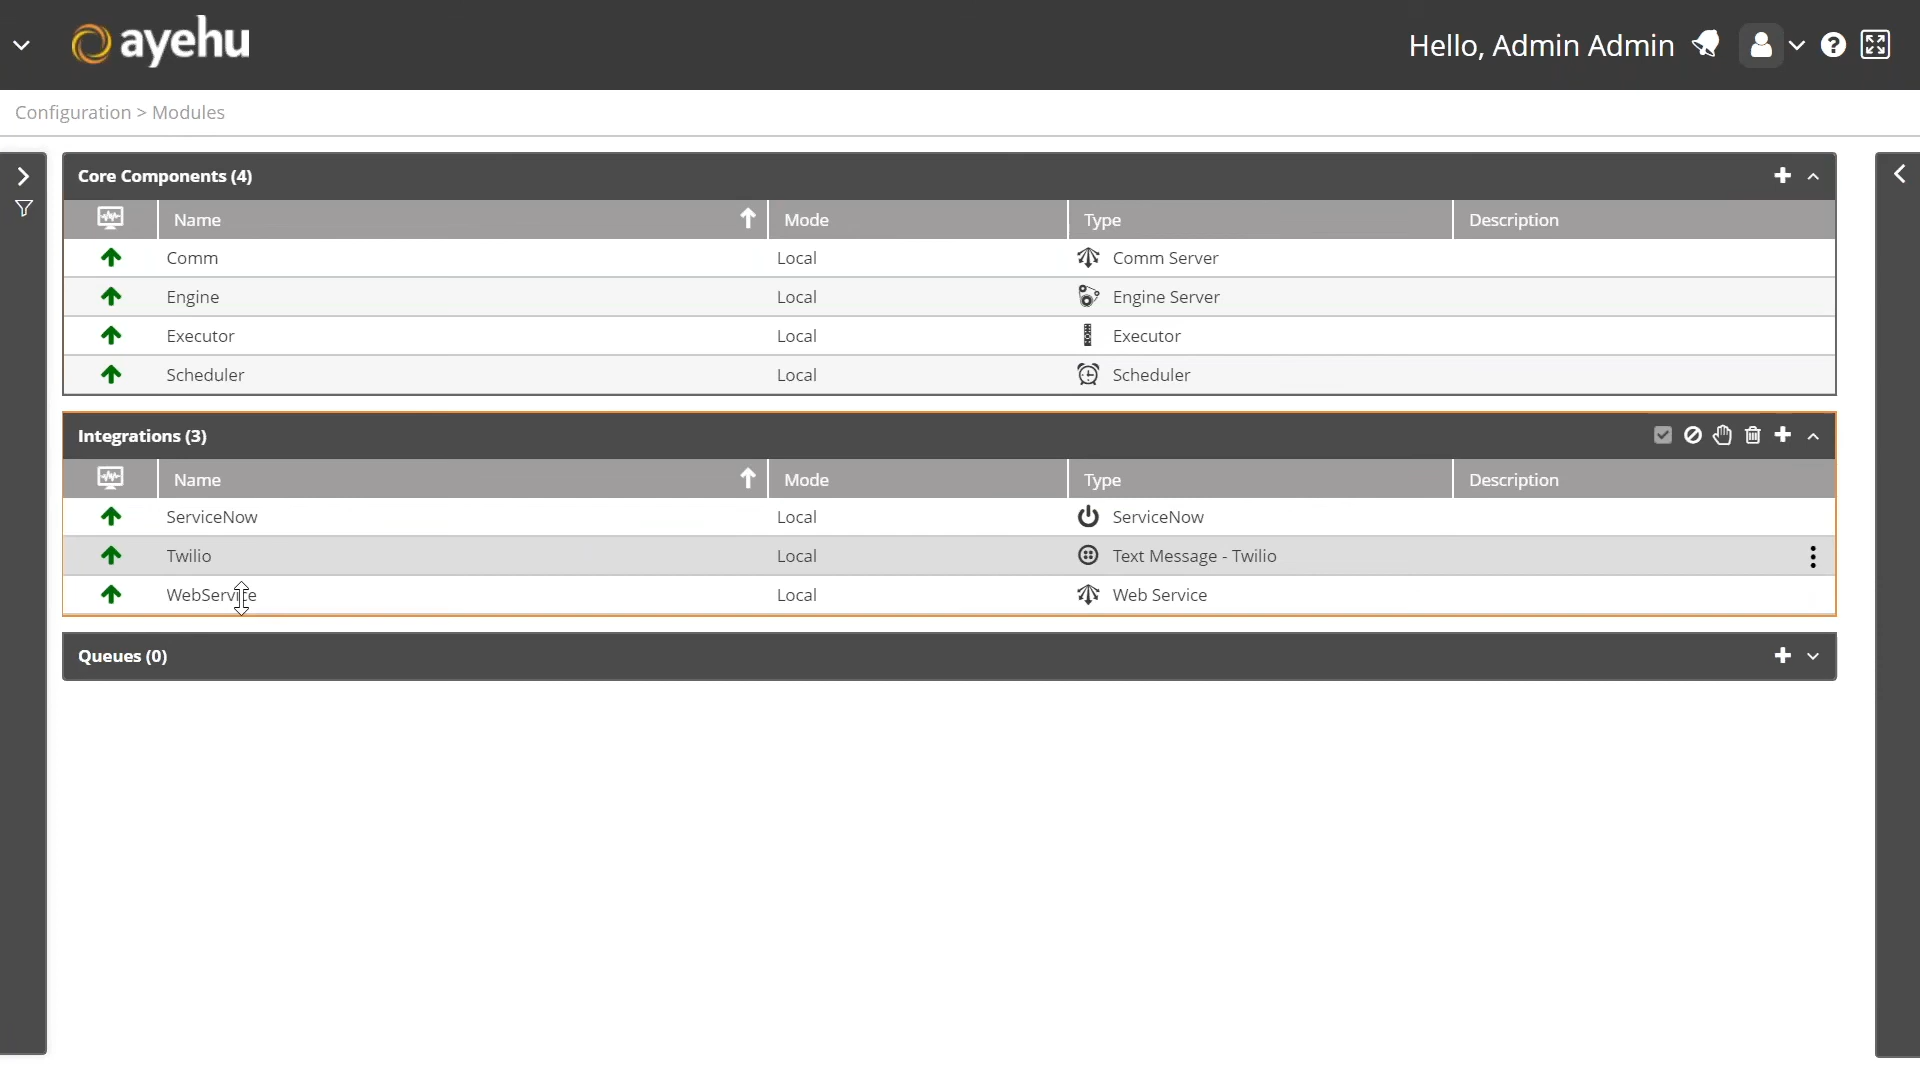 ayehu
Hello, Admin Admin
Configuration > Modules
Core Components (4)
Name Mode Type Description
Comm Local Comm Server
Engine Local Engine Server
Executor Local Executor
Scheduler Local Scheduler
Integrations (3)
Name Mode Type Description
ServiceNow Local ServiceNow
Twilio Local Text Message - Twilio
WebService Local Web Service
Queues (0)